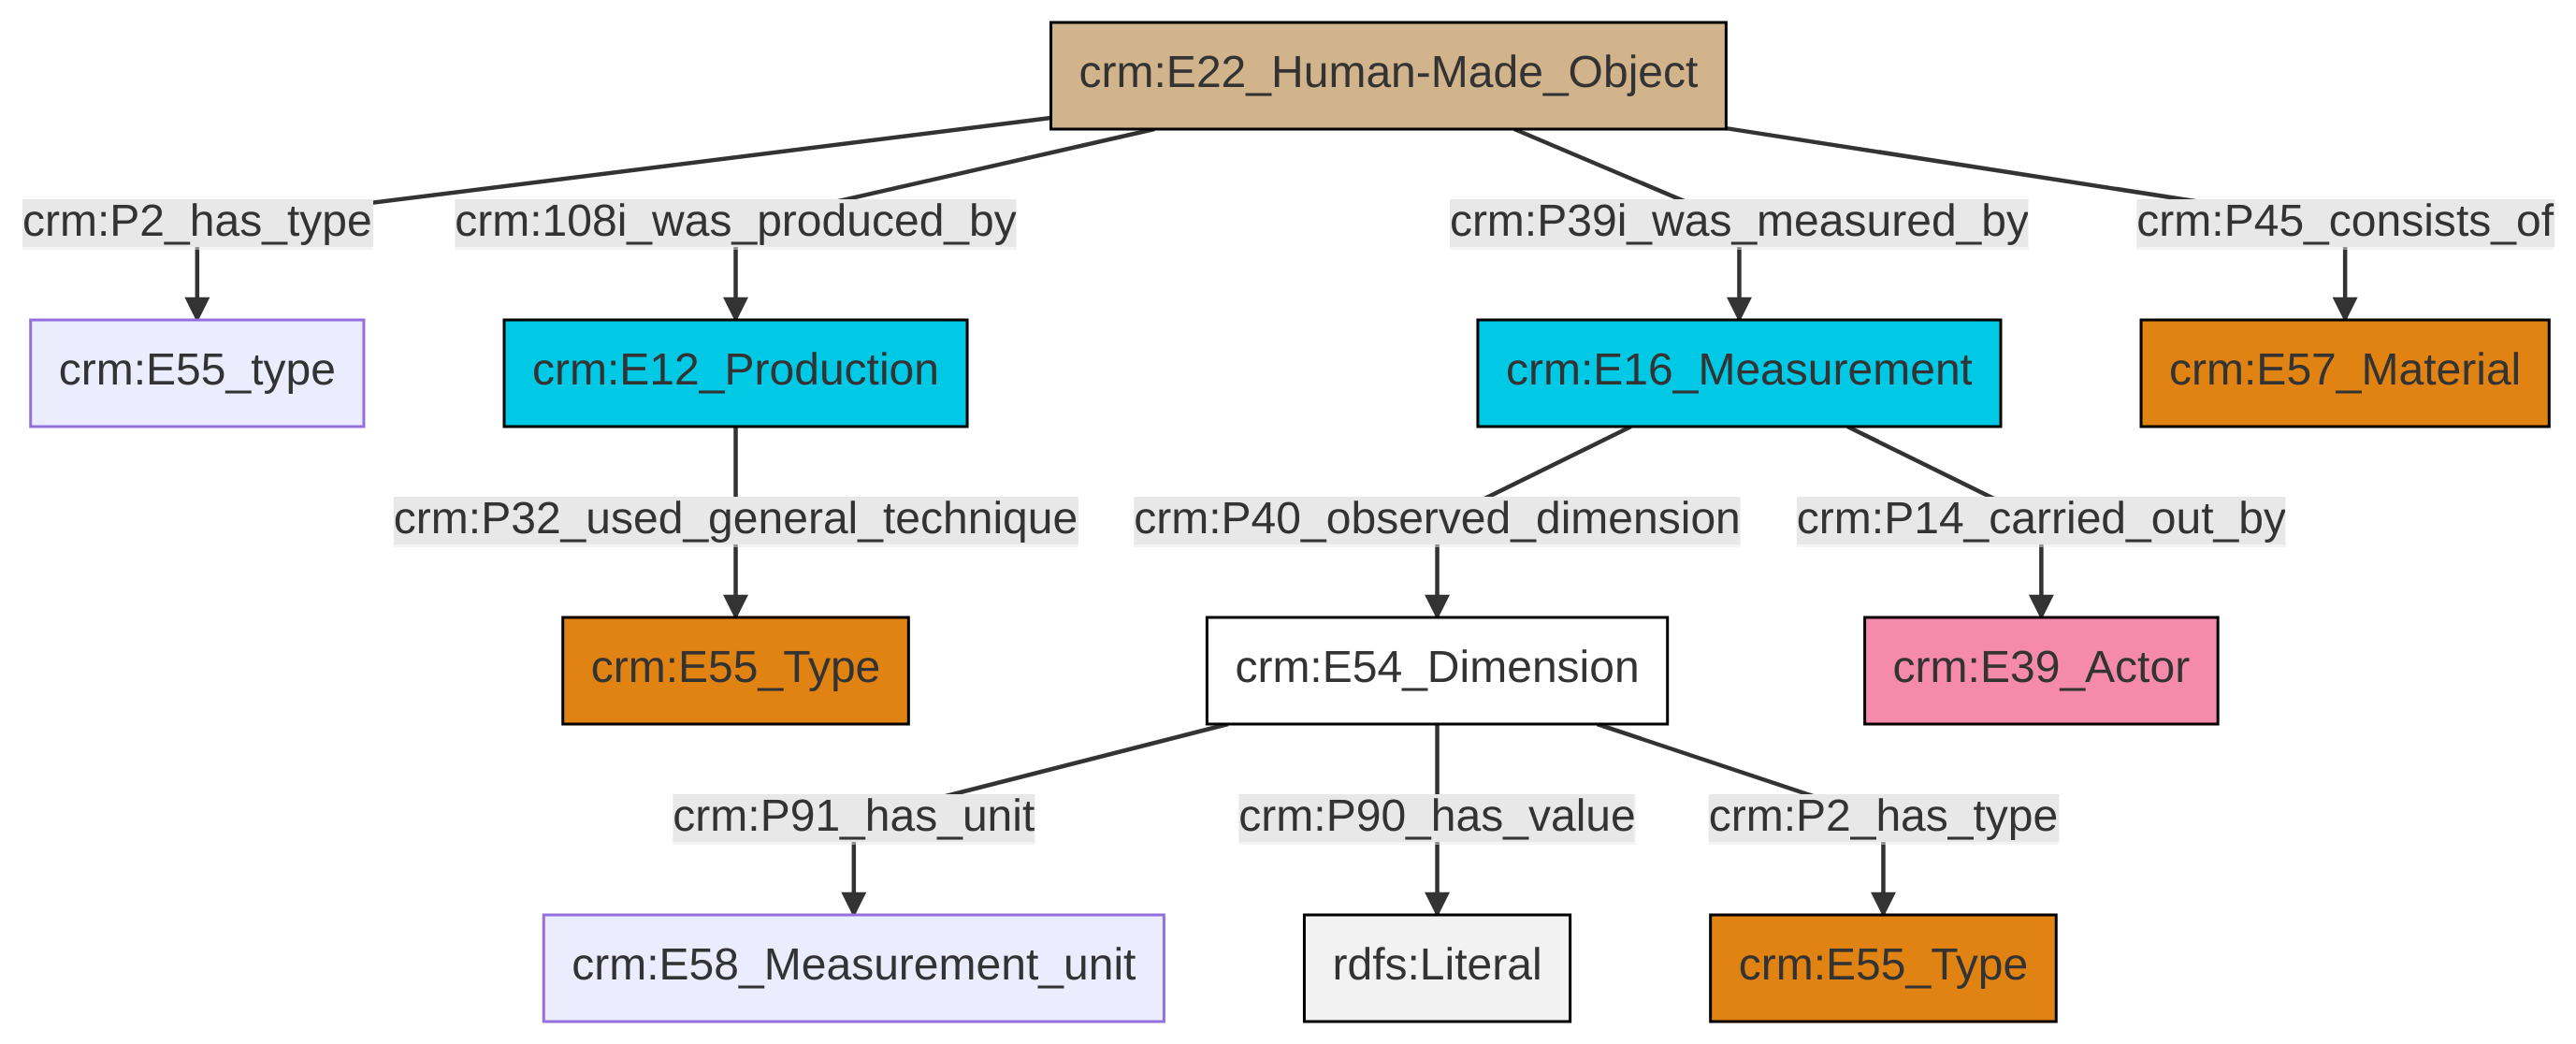 crm:E22_Human-Made_Object
crm:P2_has_type
crm:108i_was_produced_by
crm:P39i_was_measured_by
crm:P45_consists_of
crm:E55_type
crm:E12_Production
crm:E16_Measurement
crm:E57_Material
crm:P32_used_general_technique
crm:P40_observed_dimension
crm:P14_carried_out_by
crm:E55_Type
crm:E54_Dimension
crm:E39_Actor
crm:P91_has_unit
crm:P90_has_value
crm:P2_has_type
crm:E58_Measurement_unit
rdfs:Literal
crm:E55_Type